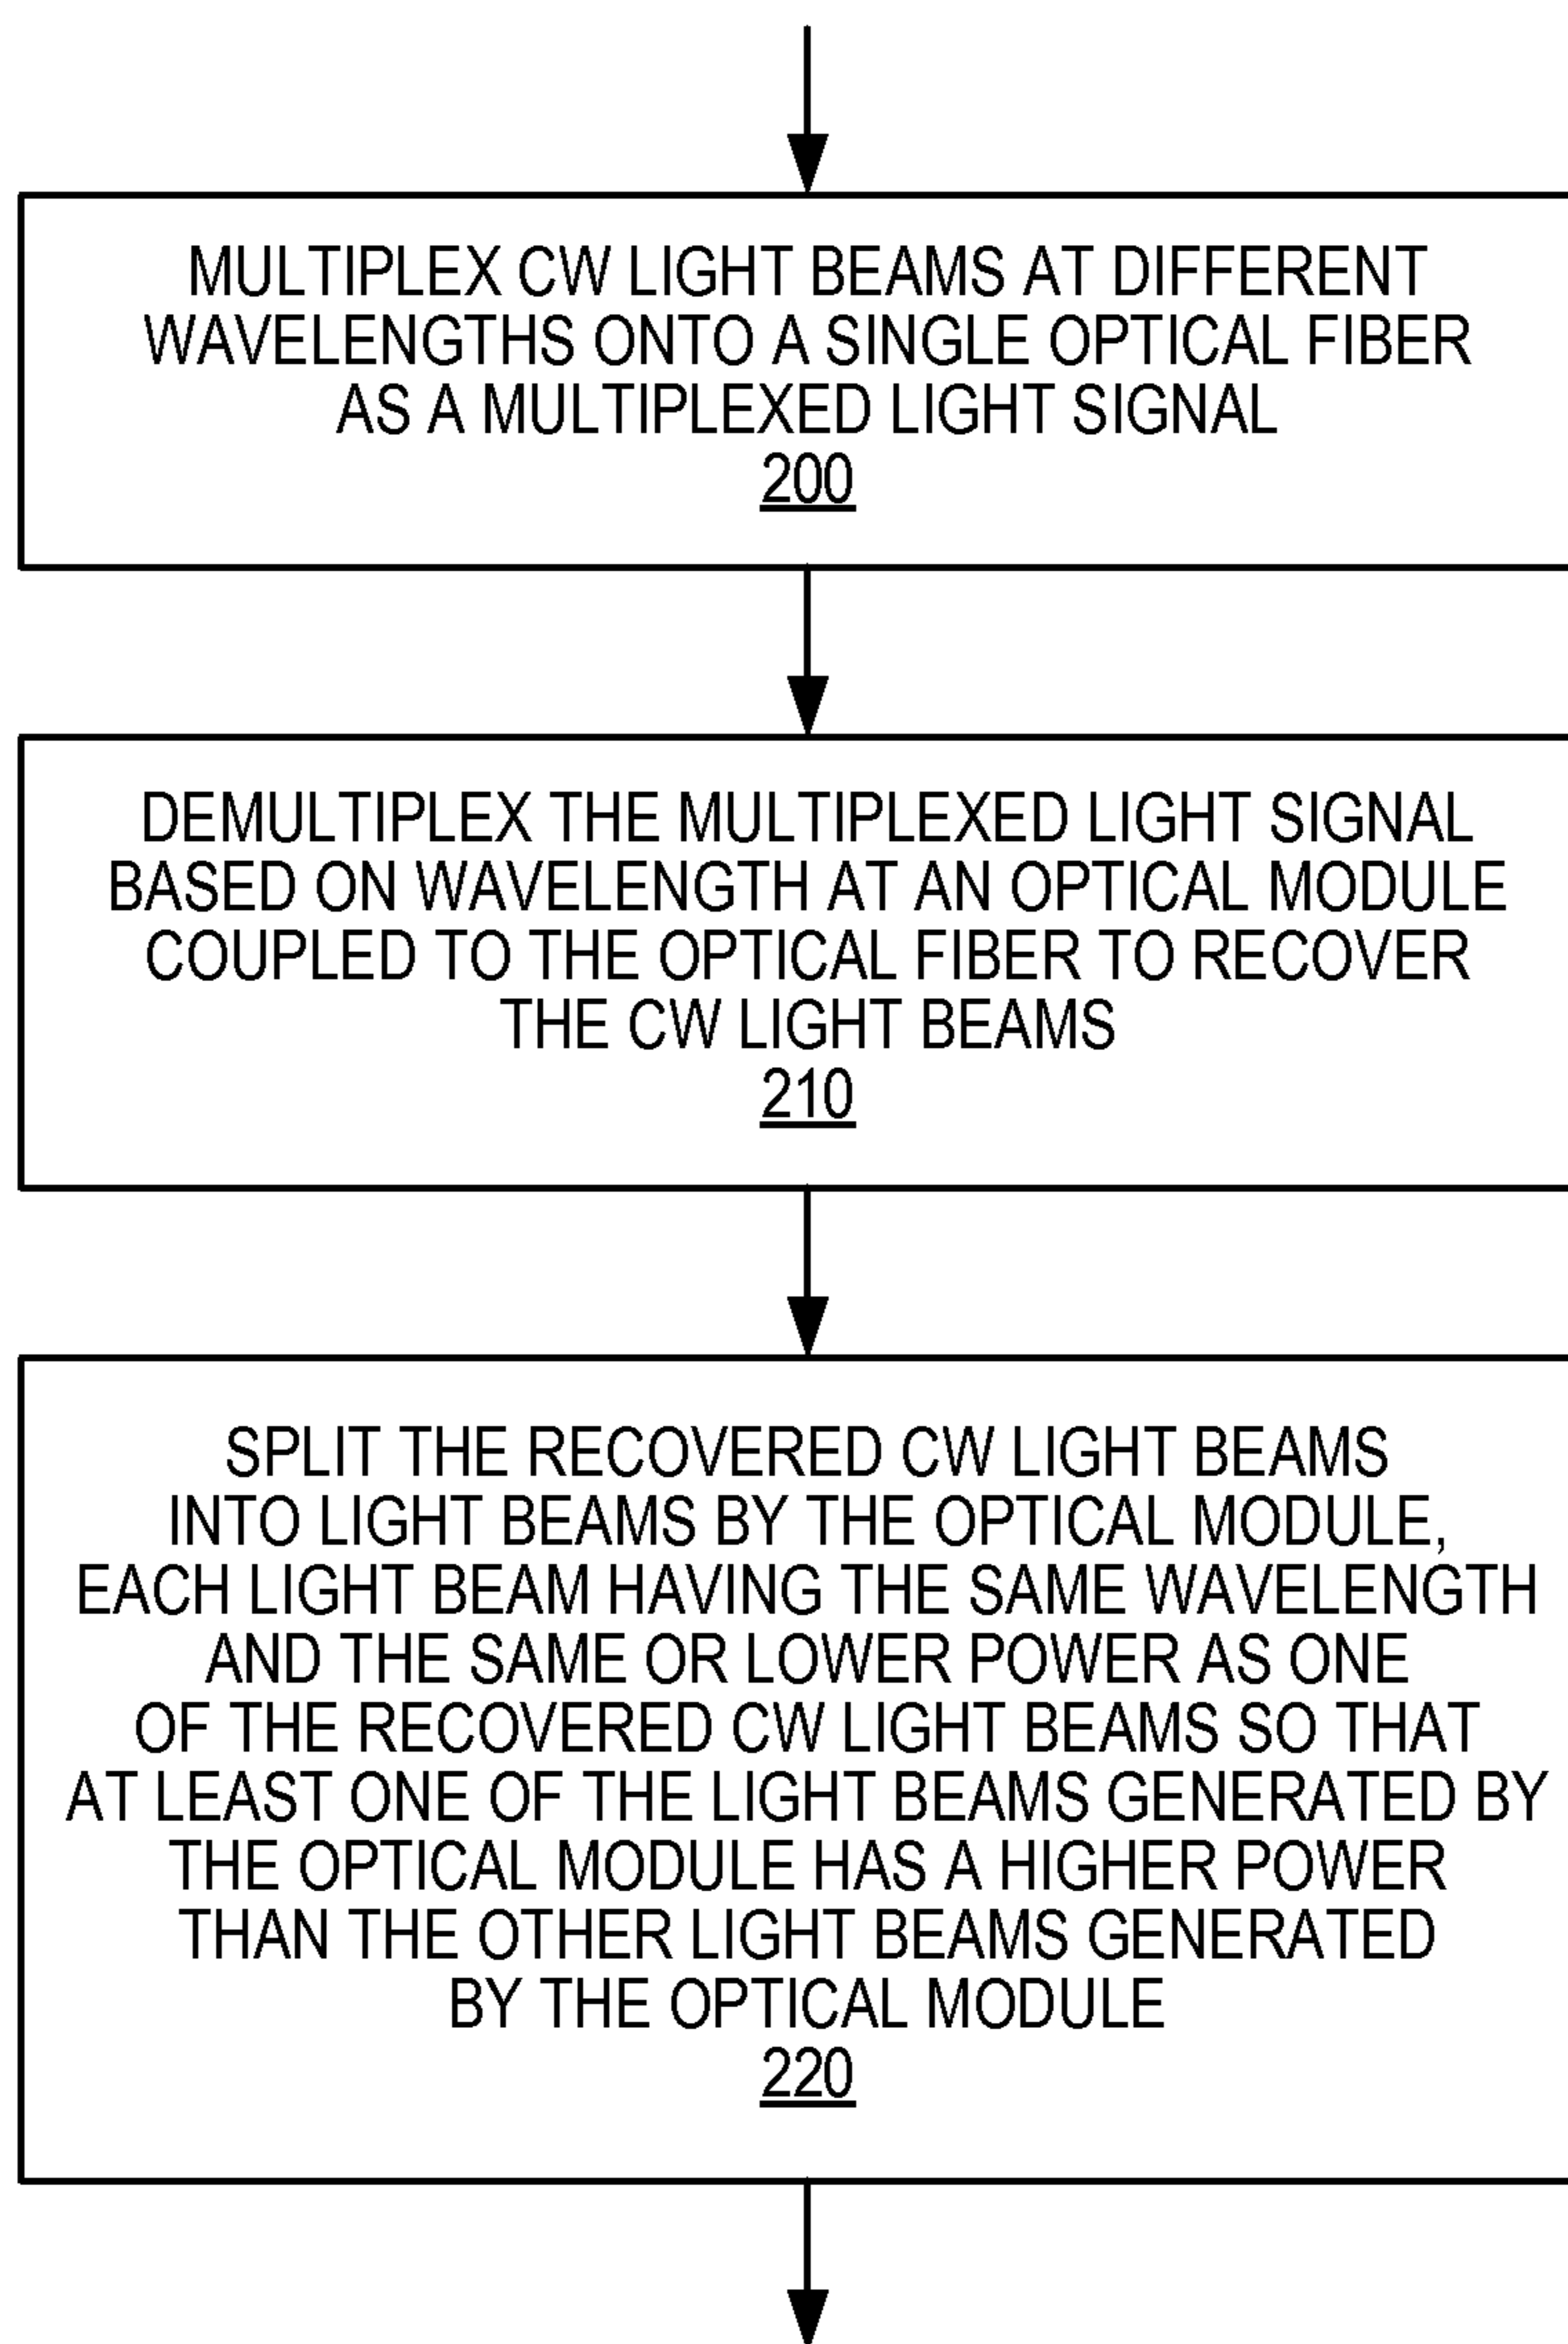 MULTIPLEX CW LIGHT BEAMS AT DIFFERENT
WAVELENGTHS ONTO A SINGLE OPTICAL FIBER
AS A MULTIPLEXED LIGHT SIGNAL
200
DEMULTIPLEX THE MULTIPLEXED LIGHT SIGNAL
BASED ON WAVELENGTH AT AN OPTICAL MODULE
COUPLED TO THE OPTICAL FIBER TO RECOVER
THE CW LIGHT BEAMS
210
SPLIT THE RECOVERED CW LIGHT BEAMS
INTO LIGHT BEAMS BY THE OPTICAL MODULE,
EACH LIGHT BEAM HAVING THE SAME WAVELENGTH
AND THE SAME OR LOWER POWER AS ONE
OF THE RECOVERED CW LIGHT BEAMS SO THAT
AT LEAST ONE OF THE LIGHT BEAMS GENERATED BY
THE OPTICAL MODULE HAS A HIGHER POWER
THAN THE OTHER LIGHT BEAMS GENERATED
BY THE OPTICAL MODULE
220